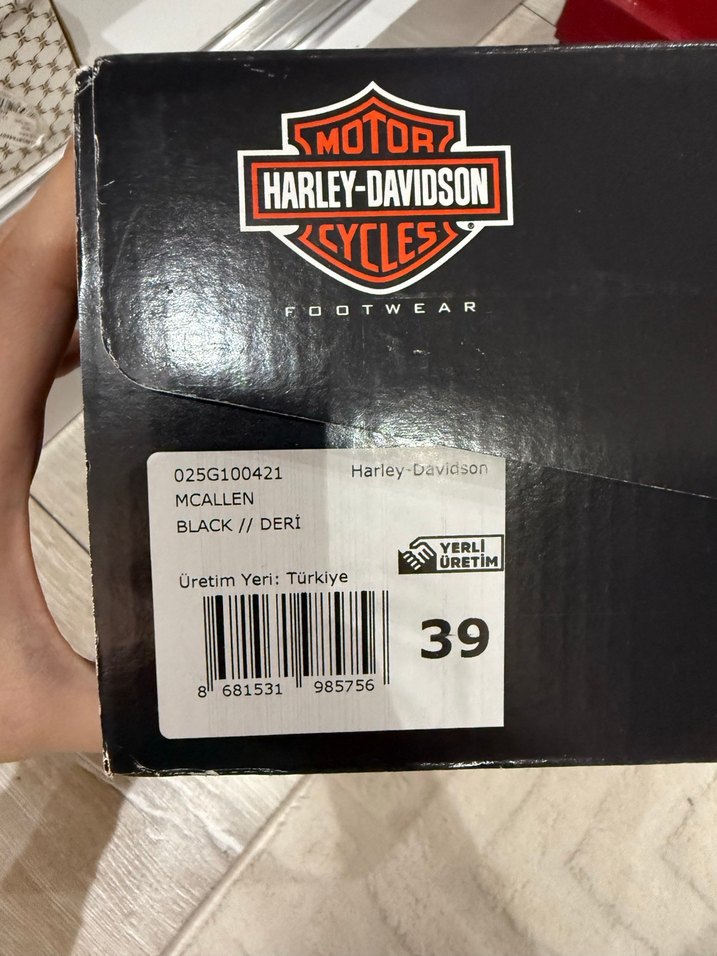 MOTOR
HARLEY-DAVIDSON
CYCLES
®
FOOTWEAR
025G100421
Harley-Davidson
MCALLEN
BLACK // DERİ
YERLİ
ÜRETİM
Üretim Yeri: Türkiye
39
8 681531 985756